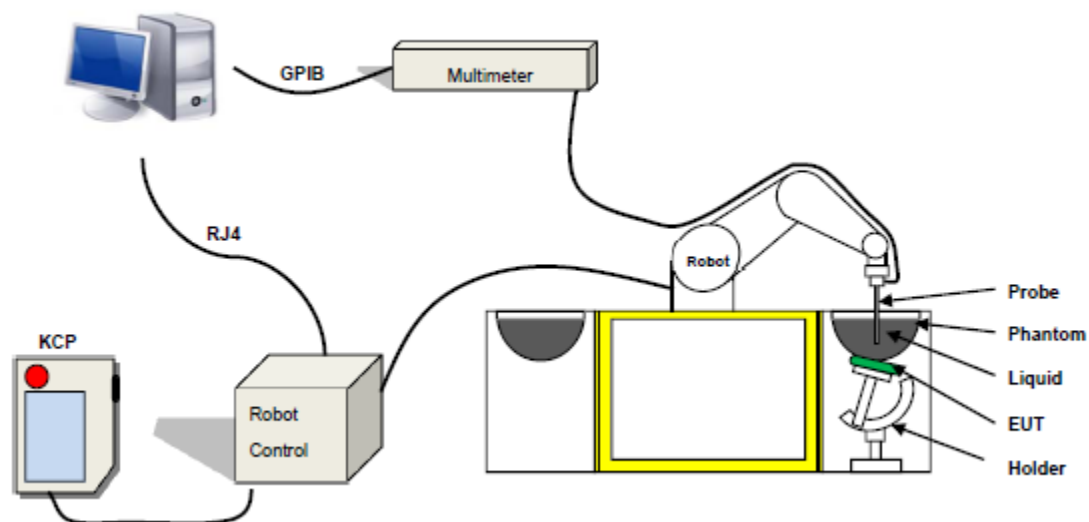 GPIB
Multimeter
RJ4
Robot
Probe
Phantom
KCP
Liquid
Robot
Control
EUT
Holder